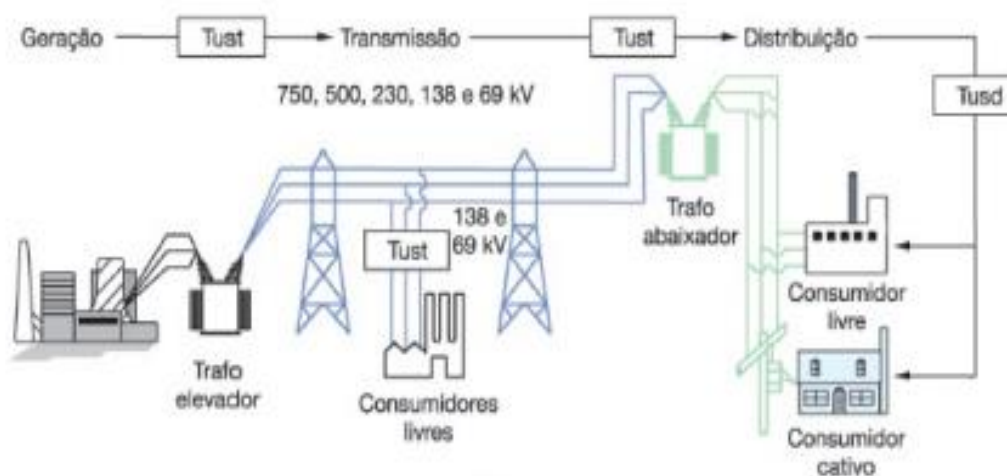 Geração
Tust
Transmissão
Tust
Distribuição
Tusd
750, 500, 230, 138 e 69 kV
138 e
69 kV
Tust
Trafo
abaixador
Trafo
elevador
Consumidores
livres
Consumidor
livre
Consumidor
cativo